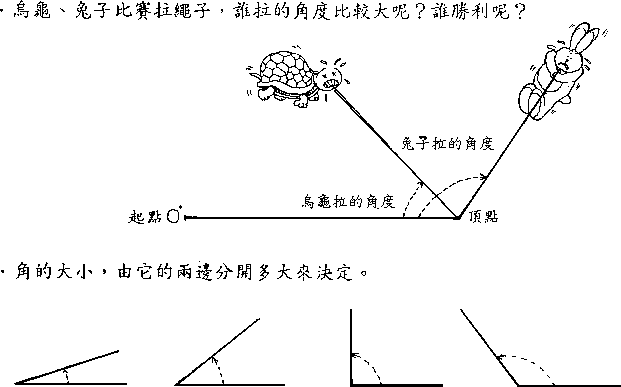 ·烏龜、兔子比賽拉繩子，誰拉的角度比較大呢？誰勝利呢？
兔子拉的角度
烏龜拉的角度
起點 0° 頂點
·角的大小，由它的兩邊分開多大來決定。